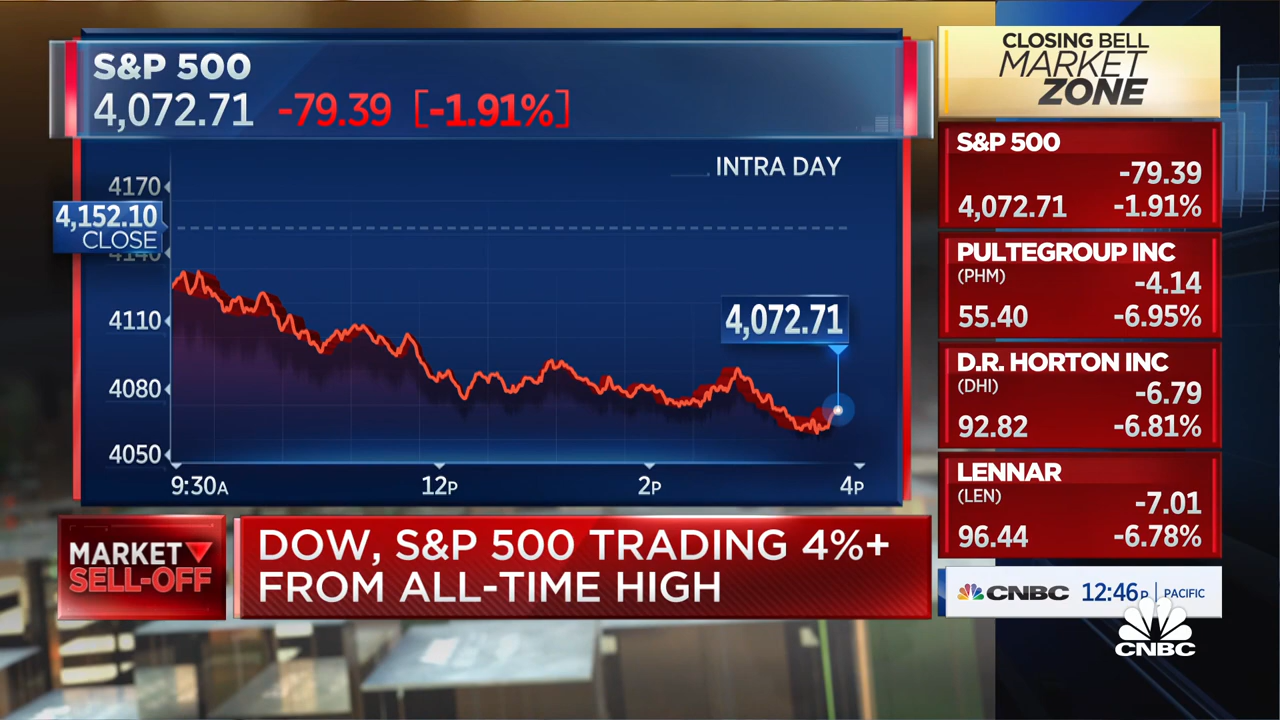 S&P 500
4,072.71 -79.39 [-1.91%]
INTRA DAY
4170
4,152.10
CLOSE
4140
4110
4080
4050
4,072.71
9:30A 12P 2P 4P
MARKET
SELL-OFF
DOW, S&P 500 TRADING 4%+
FROM ALL-TIME HIGH
CLOSING BELL
MARKET
ZONE
S&P 500
-79.39
4,072.71 -1.91%
PULTEGROUP INC
(PHM) -4.14
55.40 -6.95%
D.R. HORTON INC
(DHI) -6.79
92.82 -6.81%
LENNAR
(LEN) -7.01
96.44 -6.78%
CNBC 12:46P PACIFIC
CNBC